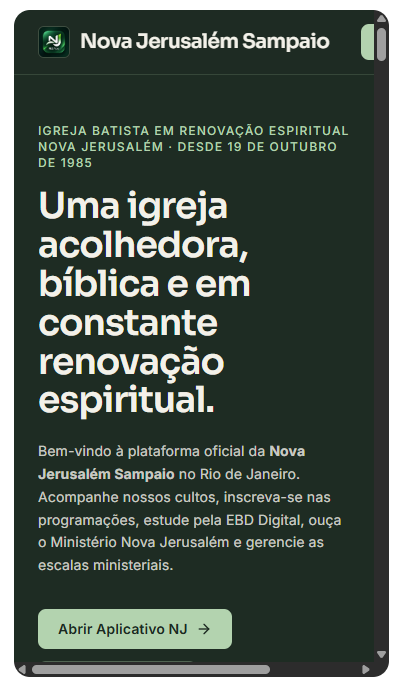 Nova Jerusalém Sampaio
IGREJA BATISTA EM RENOVAÇÃO ESPIRITUAL
NOVA JERUSALÉM · DESDE 19 DE OUTUBRO
DE 1985
Uma igreja
acolhedora,
bíblica e em
constante
renovação
espiritual.
Bem-vindo à plataforma oficial da Nova
Jerusalém Sampaio no Rio de Janeiro.
Acompanhe nossos cultos, inscreva-se nas
programações, estude pela EBD Digital, ouça
o Ministério Nova Jerusalém e gerencie as
escalas ministeriais.
Abrir Aplicativo NJ →